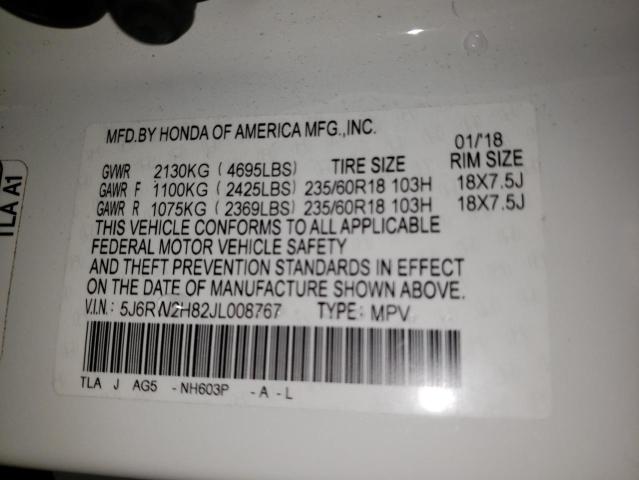 MFD.BY HONDA OF AMERICA MFG.,INC. 01/'18
GVWR 2130KG ( 4695LBS) TIRE SIZE RIM SIZE
GAWR F 1100KG ( 2425LBS) 235/60R18 103H 18X7.5J
GAWR R 1075KG ( 2369LBS) 235/60R18 103H 18X7.5J
THIS VEHICLE CONFORMS TO ALL APPLICABLE
FEDERAL MOTOR VEHICLE SAFETY
AND THEFT PREVENTION STANDARDS IN EFFECT
ON THE DATE OF MANUFACTURE SHOWN ABOVE.
V.I.N.: TYPE: MPV
TLA J AG5 -NH603P -A-L
TLA A1